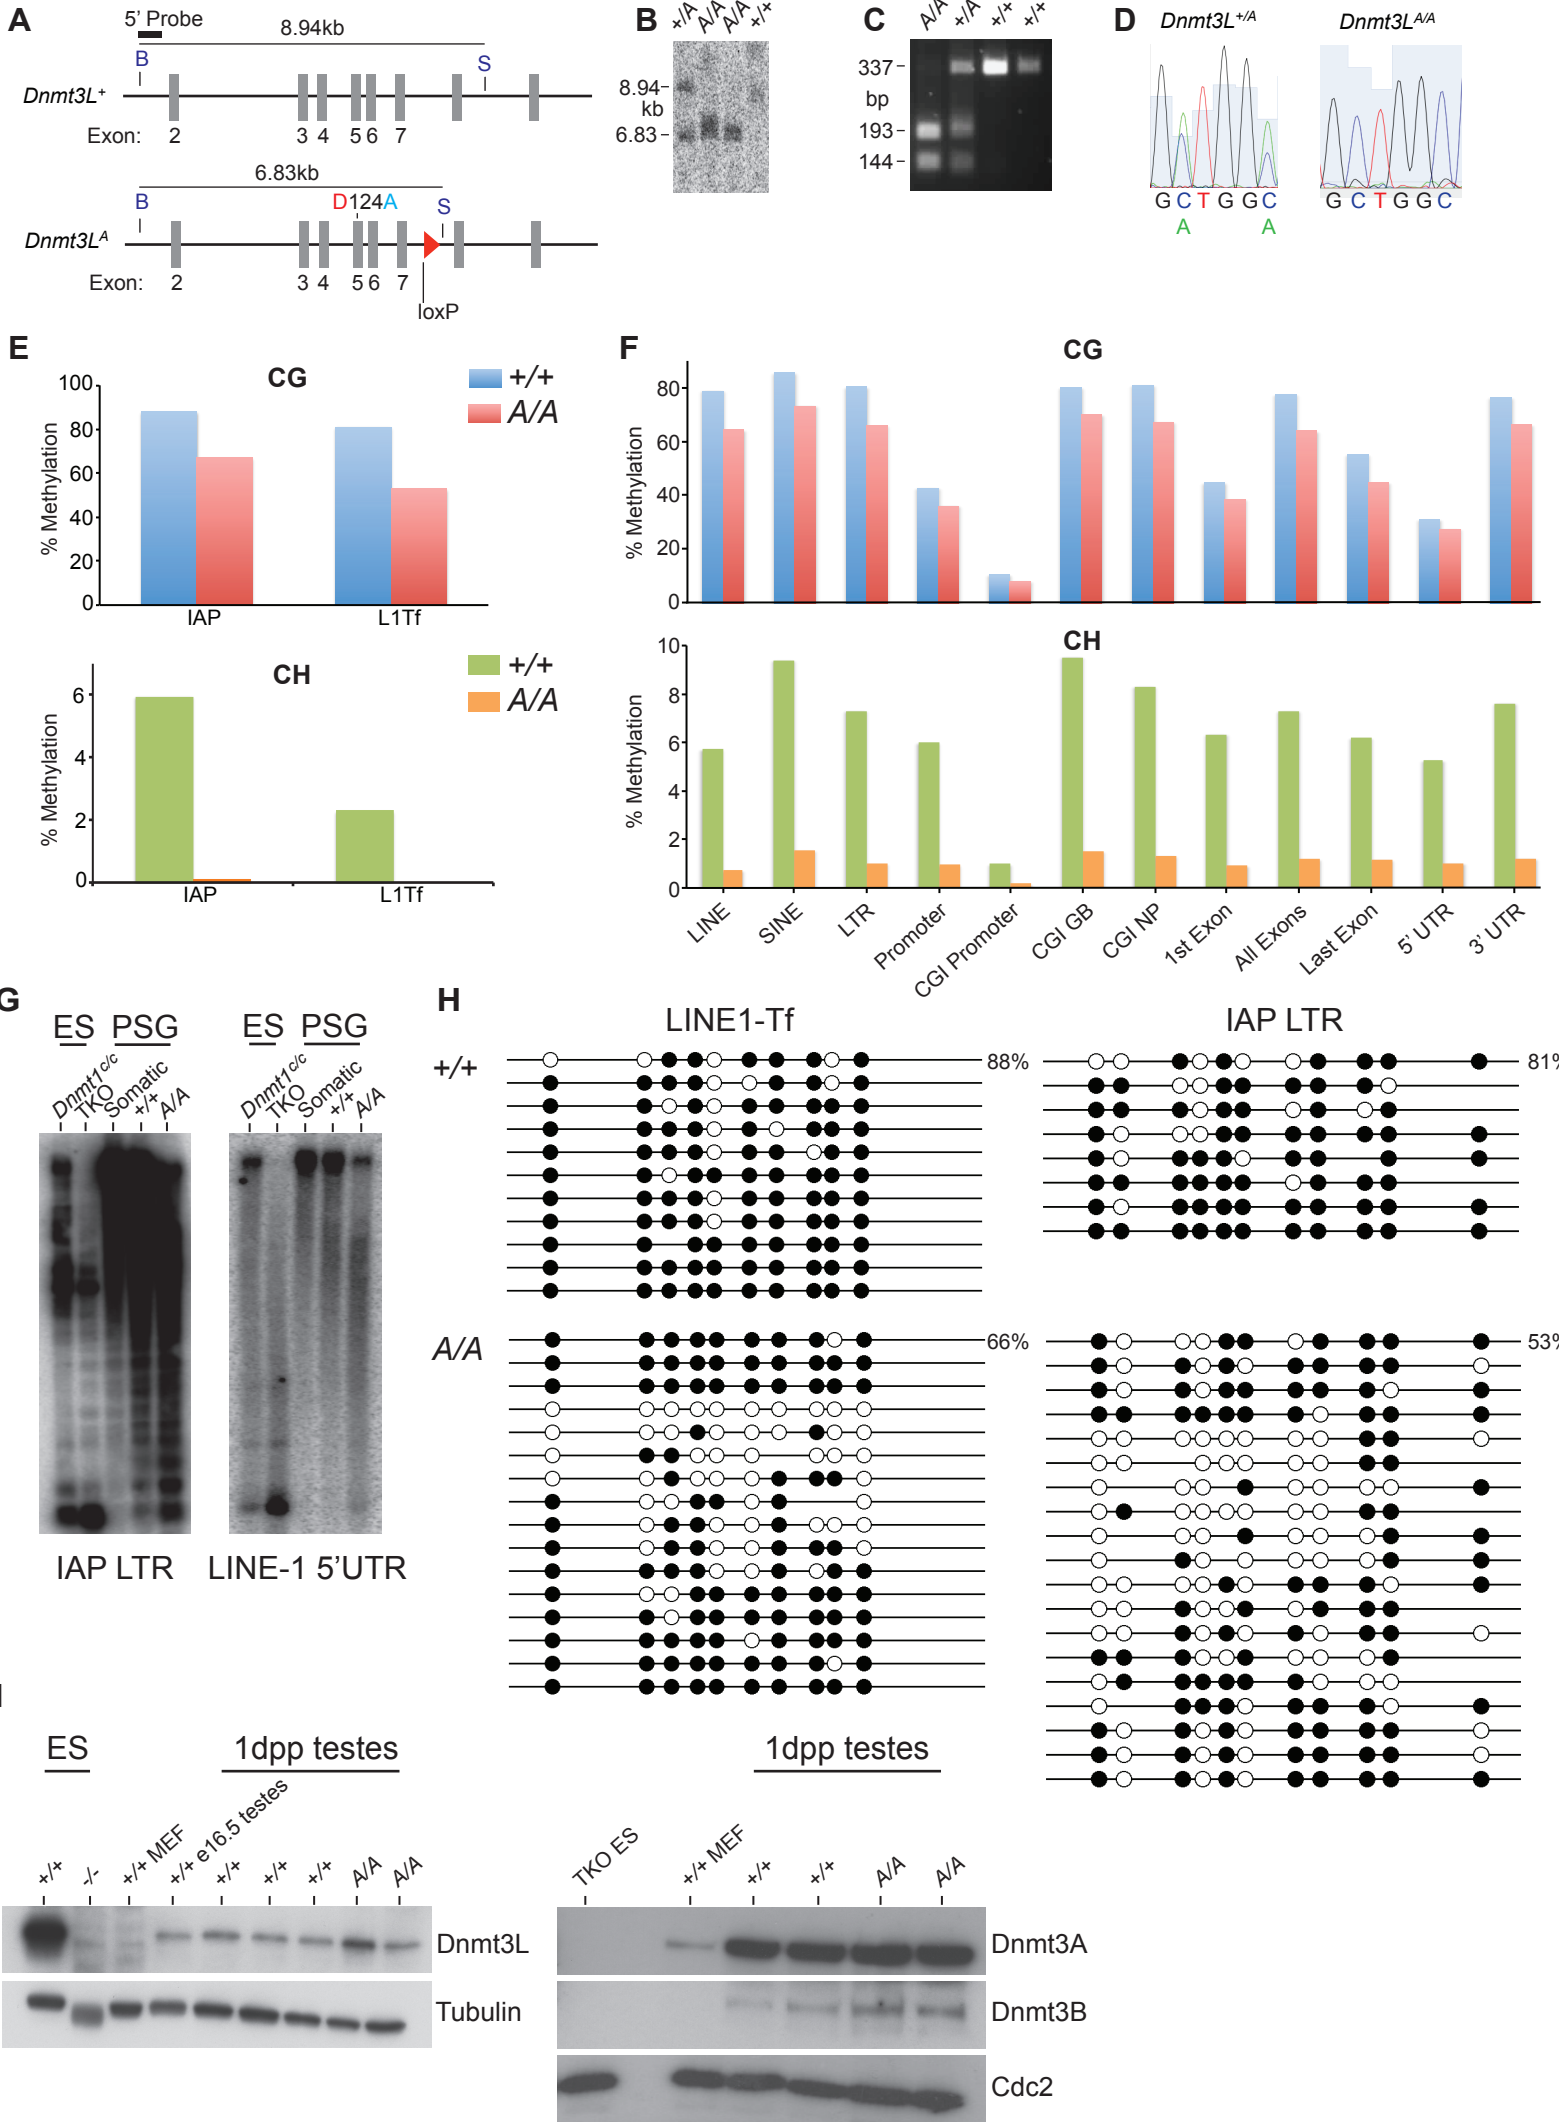 A
5' Probe
8.94kb
B
S
Dnmt3L+
Exon: 2 3 4 5 6 7
6.83kb
B
D124A
S
Dnmt3LA
Exon: 2 3 4 5 6 7
loxP
B
+/A A/A A/A +/+
8.94
kb
6.83
C
A/A +/A +/+ +/+
337
bp
193
144
D
Dnmt3L+/A
Dnmt3LA/A
G C T G G C
A A
G C T G G C
E
CG
+/+
A/A
% Methylation
100
80
60
40
20
0
IAP L1Tf
CH
+/+
A/A
% Methylation
6
4
2
0
IAP L1Tf
F
CG
% Methylation
80
60
40
20
0
CH
% Methylation
10
8
6
4
2
0
LINE
SINE
LTR
Promoter
CGI Promoter
CGI GB
CGI NP
1st Exon
All Exons
Last Exon
5' UTR
3' UTR
G
ES PSG
Dnmt1c/c
TKO
Somatic
+/+
A/A
IAP LTR
ES PSG
Dnmt1c/c
TKO
Somatic
+/+
A/A
LINE-1 5'UTR
H
LINE1-Tf
IAP LTR
+/+
88%
81%
A/A
66%
53%
I
ES
1dpp testes
+/+
-/-
+/+ MEF
+/+ e16.5 testes
+/+
+/+
+/+
A/A
A/A
Dnmt3L
Tubulin
1dpp testes
TKO ES
+/+ MEF
+/+
+/+
A/A
A/A
Dnmt3A
Dnmt3B
Cdc2